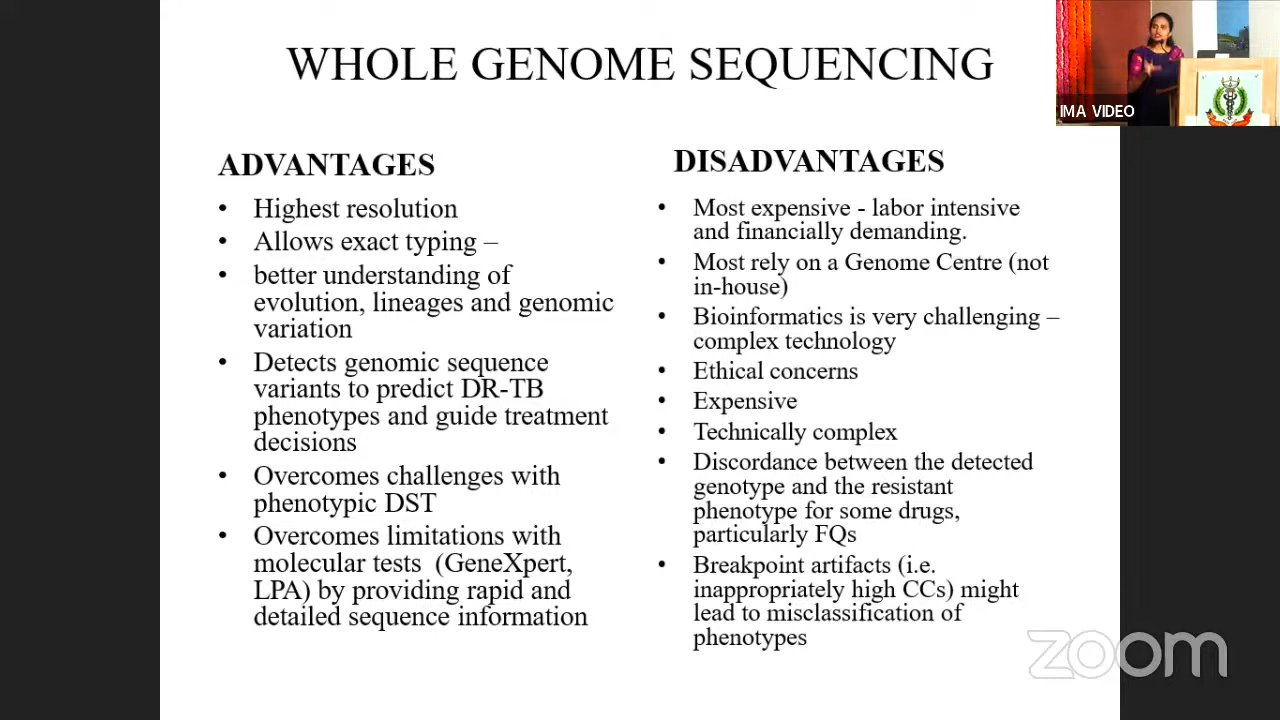 WHOLE GENOME SEQUENCING
IMA VIDEO
ADVANTAGES
• Highest resolution
• Allows exact typing –
• better understanding of
evolution, lineages and genomic
variation
• Detects genomic sequence
variants to predict DR-TB
phenotypes and guide treatment
decisions
• Overcomes challenges with
phenotypic DST
• Overcomes limitations with
molecular tests (GeneXpert,
LPA) by providing rapid and
detailed sequence information
DISADVANTAGES
• Most expensive - labor intensive
and financially demanding.
• Most rely on a Genome Centre (not
in-house)
• Bioinformatics is very challenging –
complex technology
• Ethical concerns
• Expensive
• Technically complex
• Discordance between the detected
genotype and the resistant
phenotype for some drugs,
particularly FQs
• Breakpoint artifacts (i.e.
inappropriately high CCs) might
lead to misclassification of
phenotypes
zoom